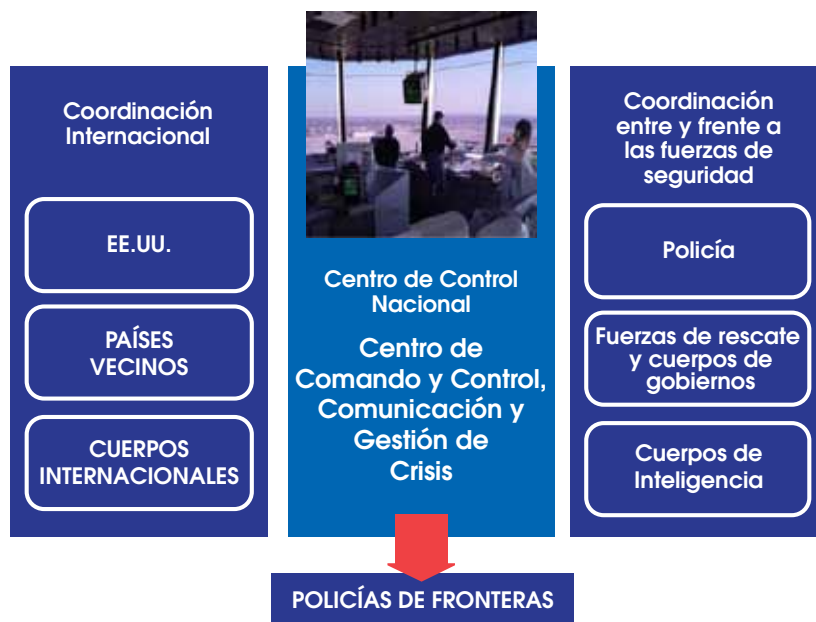 Coordinación
Internacional
EE.UU.
PAÍSES
VECINOS
CUERPOS
INTERNACIONALES
Centro de Control
Nacional
Centro de
Comando y Control,
Comunicación y
Gestión de
Crisis
Coordinación
entre y frente a
las fuerzas de
seguridad
Policía
Fuerzas de rescate
y cuerpos de
gobiernos
Cuerpos de
Inteligencia
POLICÍAS DE FRONTERAS